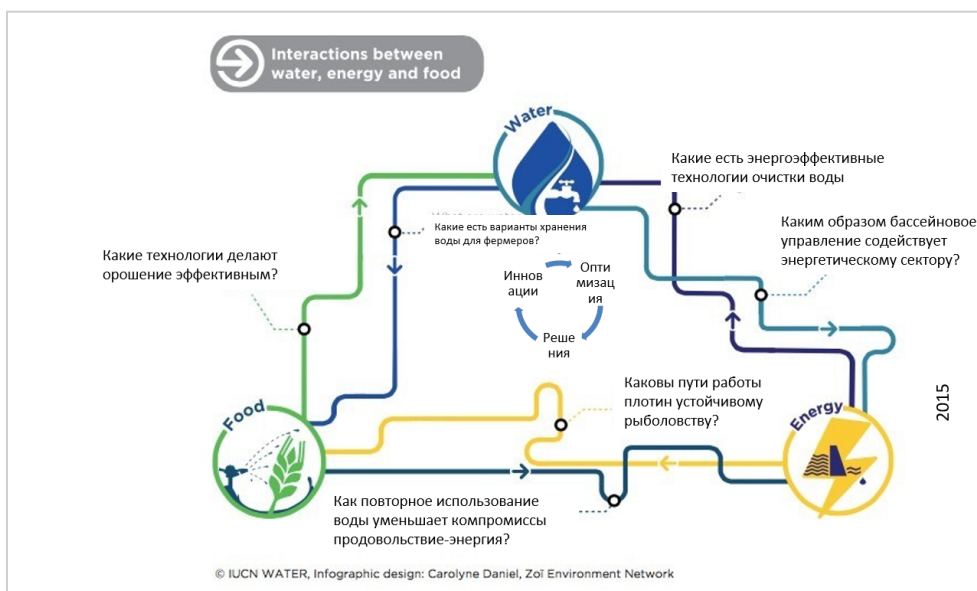 Interactions between
water, energy and food
Water
Какие есть энергоэффективные
технологии очистки воды
Какие есть варианты хранения
воды для фермеров?
Каким образом бассейновое
управление содействует
энергетическому сектору?
Какие технологии делают
орошение эффективным?
Иннов
ации
Опти
мизац
ия
Реше
ния
Каковы пути работы
плотин устойчивому
рыболовству?
2015
Food
Energy
Как повторное использование
воды уменьшает компромиссы
продовольствие-энергия?
© IUCN WATER, Infographic design: Carolyne Daniel, Zoï Environment Network